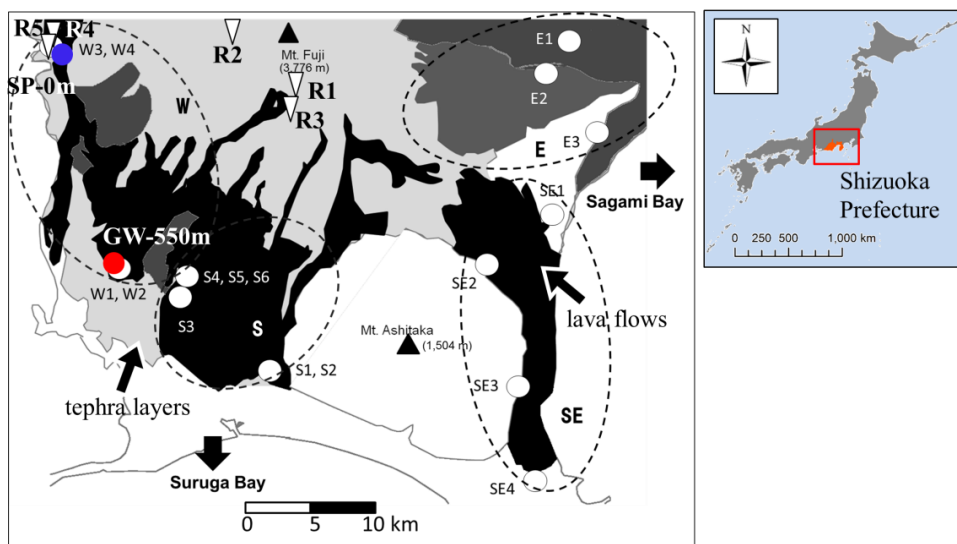 R5
R4
W3, W4
$P-0m
R2
Mt. Fuji
(3,776 m)
R1
R3
W
E1
E2
E3
E
Sagami Bay
SE1
GW-550m
W1, W2
S4, S5, S6
S3
S
SE2
lava flows
Mt. Ashitaka
(1,504 m)
S1, S2
SE3
SE
tephra layers
Suruga Bay
SE4
0 5 10 km
N
Shizuoka
Prefecture
0 250 500 1,000 km